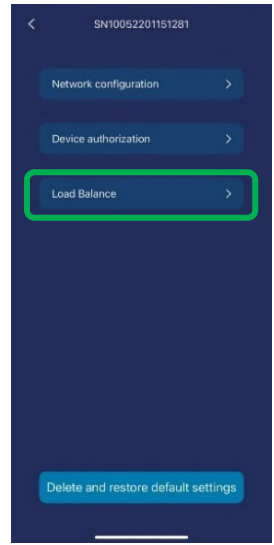 SN10052201151281
Network configuration
Device authorization
Load Balance
Delete and restore default settings